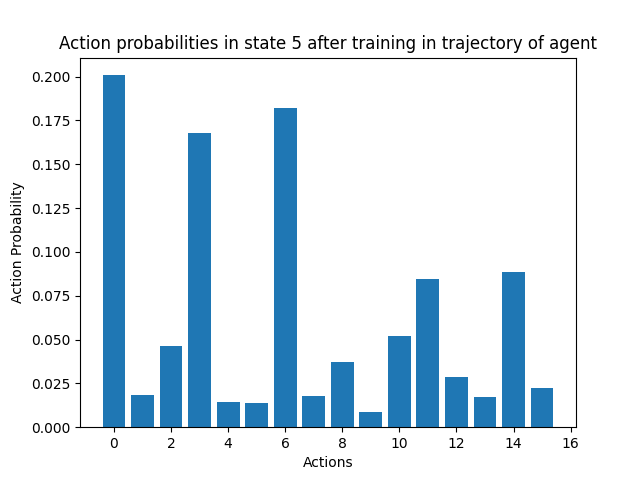 Action probabilities in state 5 after training in trajectory of agent
0.200
0.175
0.150
0.125
0.100
0.075
0.050
0.025
0.000
Action Probability
0 2 4 6 8 10 12 14 16
Actions